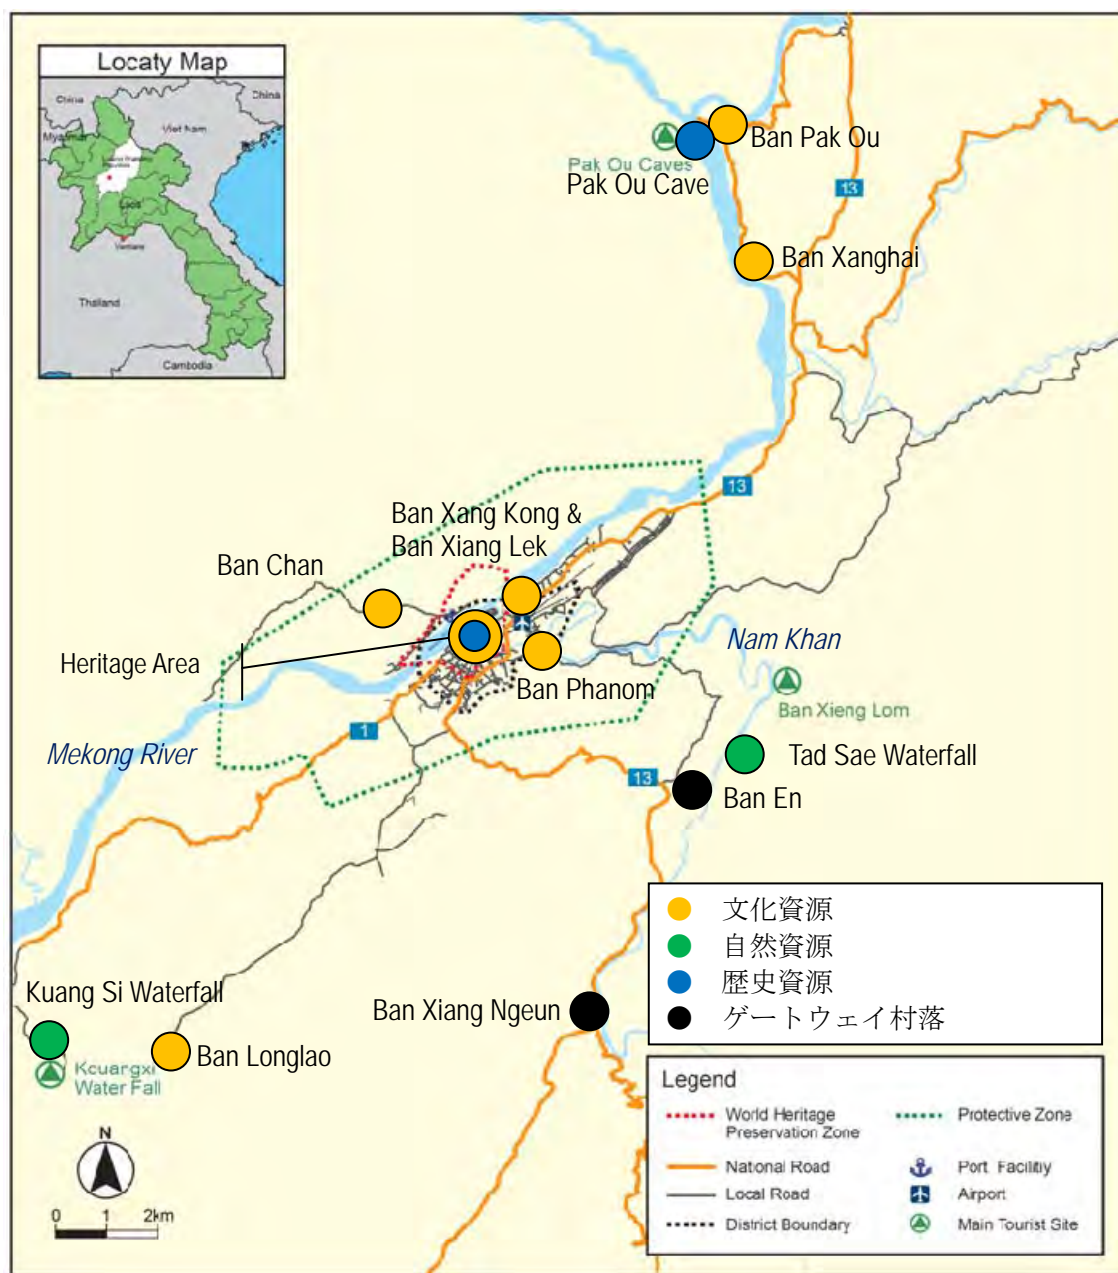 Locaty Map
China
China
Viet Nam
Myanmar
Laos
Vientiane
Thailand
Cambodia
Ban Pak Ou
Pak Ou Caves
Pak Ou Cave
13
Ban Xanghai
13
Ban Xang Kong &
Ban Xiang Lek
Ban Chan
Nam Khan
Heritage Area
Ban Phanom
Ban Xieng Lom
Mekong River
1
Tad Sae Waterfall
13
Ban En
文化資源
自然資源
歴史資源
ゲートウェイ村落
Kuang Si Waterfall
Ban Xiang Ngeun
Ban Longlao
Kouangxi
Water Fall
Legend
World Heritage
Preservation Zone
Protective Zone
National Road
Port Facility
Local Road
Airport
District Boundary
Main Tourist Site
N
0 1 2km